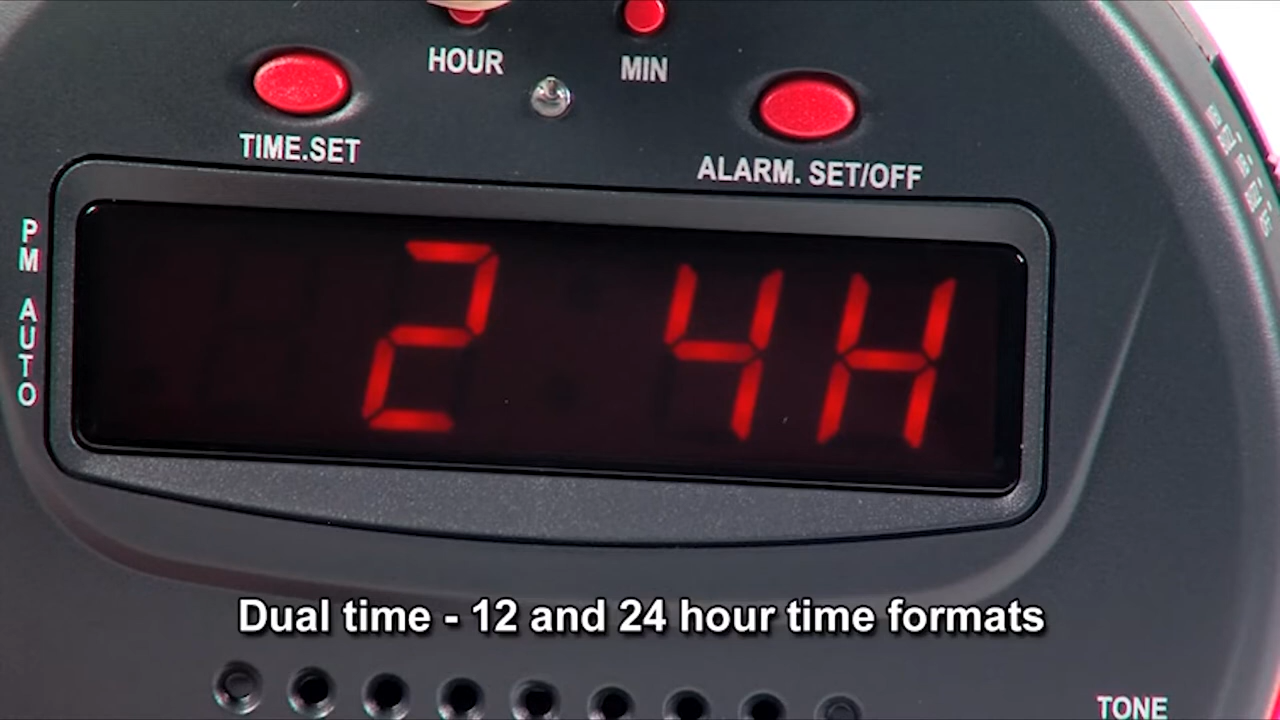 HOUR
MIN
TIME.SET
ALARM. SET/OFF
PM AUTO
2 4H
Dual time - 12 and 24 hour time formats
TONE